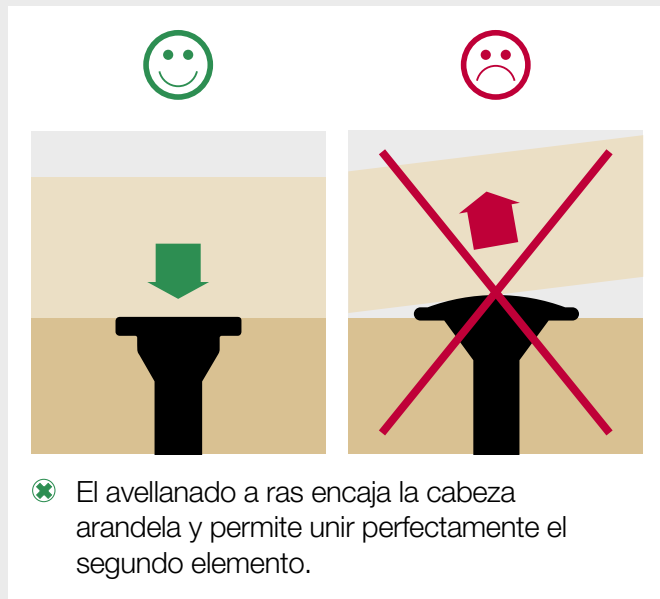 El avellanado a ras encaja la cabeza
arandela y permite unir perfectamente el
segundo elemento.